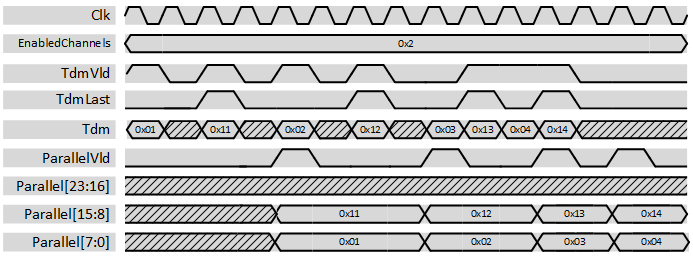 Clk
EnabledChannels 0x2
TdmVld
TdmLast
Tdm 0x01 0x11 0x02 0x12 0x03 0x13 0x04 0x14
ParallelVld
Parallel[23:16]
Parallel[15:8] 0x11 0x12 0x13 0x14
Parallel[7:0] 0x01 0x02 0x03 0x04